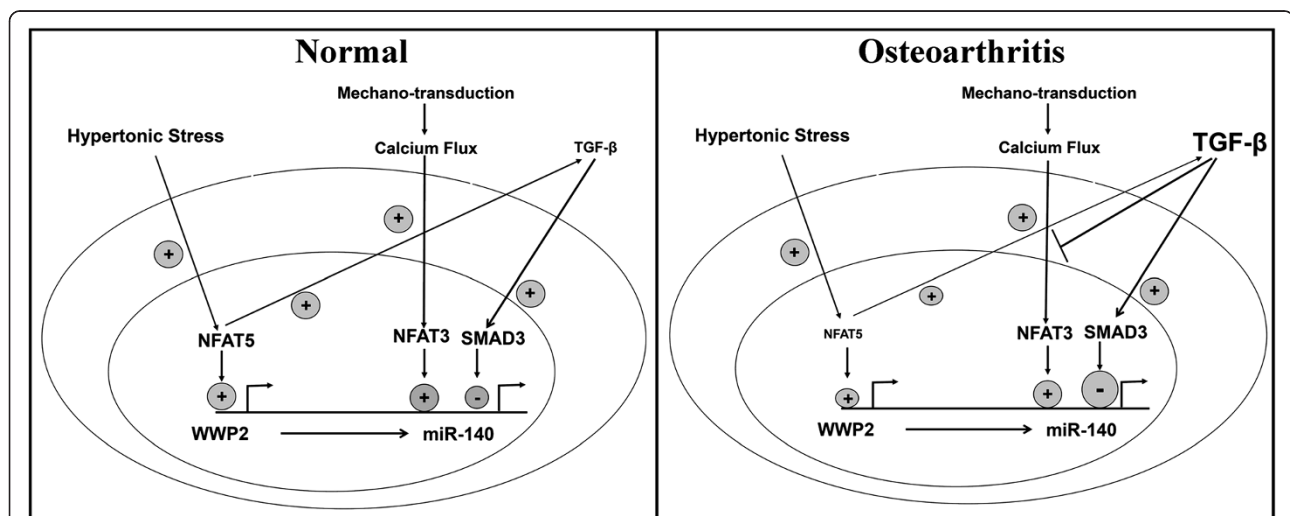 Normal
Mechano-transduction
Hypertonic Stress
Calcium Flux
TGF-β
+
+
+
+
NFAT5
NFAT3
SMAD3
+
+
-
WWP2
miR-140
Osteoarthritis
Mechano-transduction
Hypertonic Stress
Calcium Flux
TGF-β
+
+
+
+
NFAT5
NFAT3
SMAD3
+
+
-
WWP2
miR-140